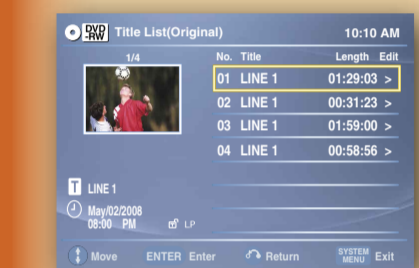 DVD -RW Title List(Original) 10:10 AM
1/4
No. Title Length Edit
01 LINE 1 01:29:03 >
02 LINE 1 00:31:23 >
03 LINE 1 01:59:00 >
04 LINE 1 00:58:56 >
T LINE 1
May/02/2008
08:00 PM LP
Move ENTER Enter Return SYSTEM MENU Exit